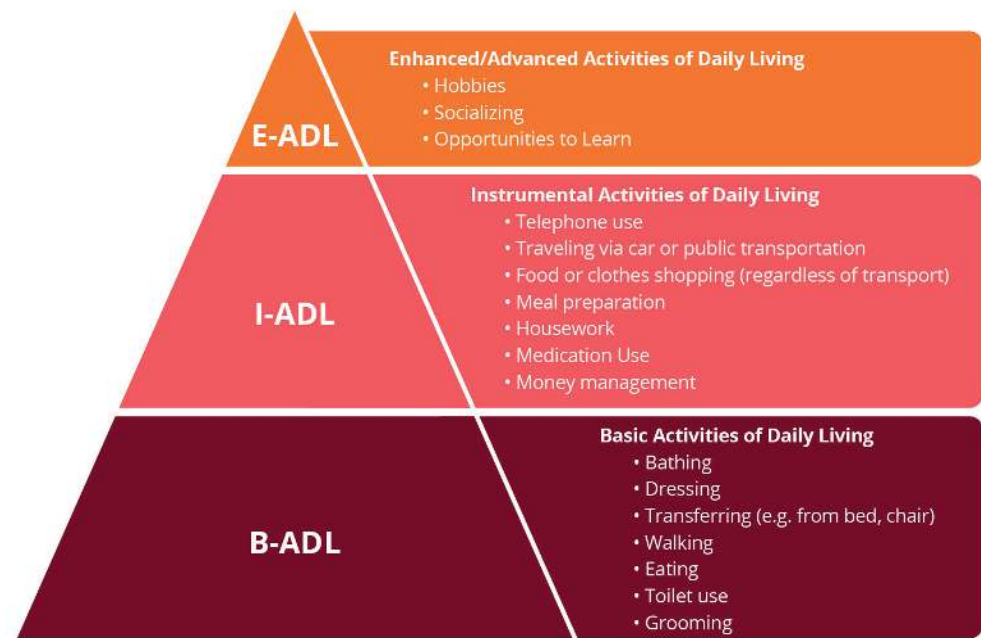 E-ADL
Enhanced/Advanced Activities of Daily Living
• Hobbies
• Socializing
• Opportunities to Learn
I-ADL
Instrumental Activities of Daily Living
• Telephone use
• Traveling via car or public transportation
• Food or clothes shopping (regardless of transport)
• Meal preparation
• Housework
• Medication Use
• Money management
B-ADL
Basic Activities of Daily Living
• Bathing
• Dressing
• Transferring (e.g. from bed, chair)
• Walking
• Eating
• Toilet use
• Grooming